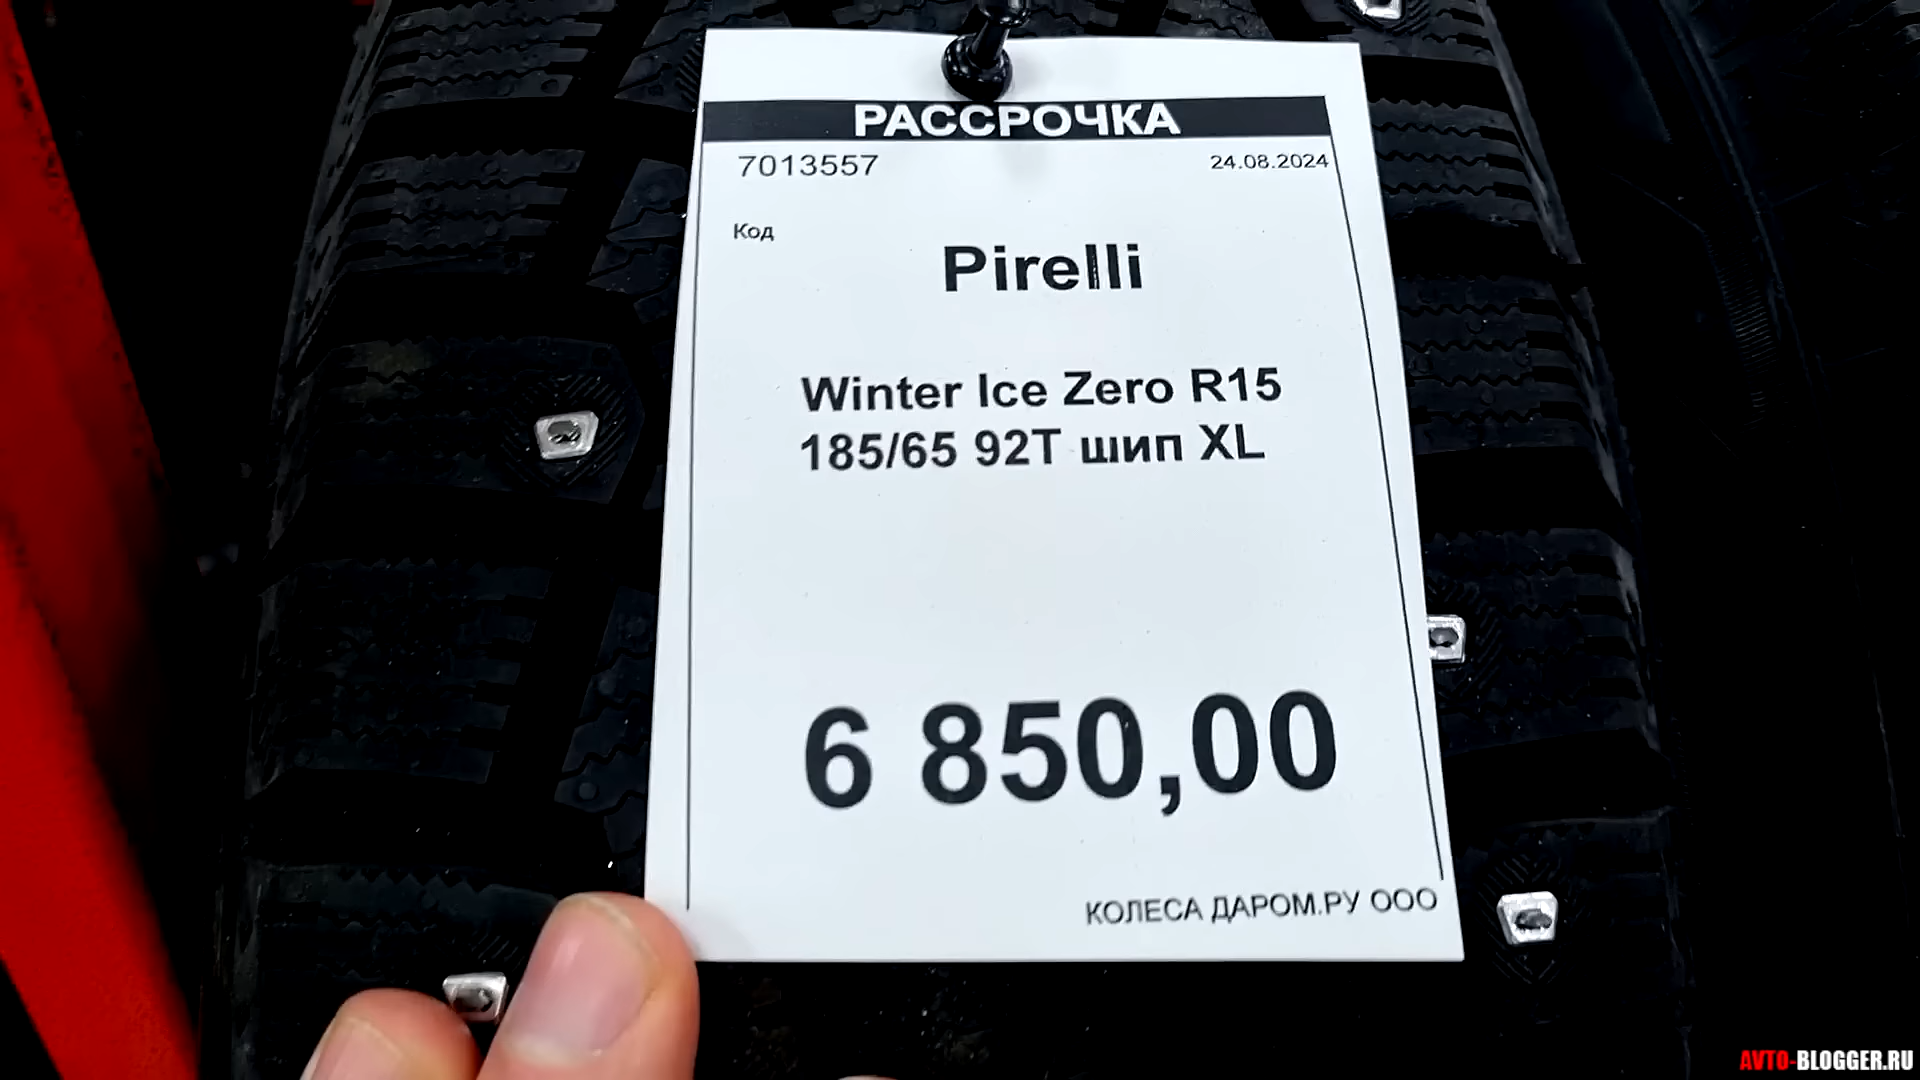 РАССРОЧКА
7013557 24.08.2024
Код
Pirelli
Winter Ice Zero R15
185/65 92T шип XL
6 850,00
КОЛЕСА ДАРОМ.РУ ООО
AVTO-BLOGGER.RU